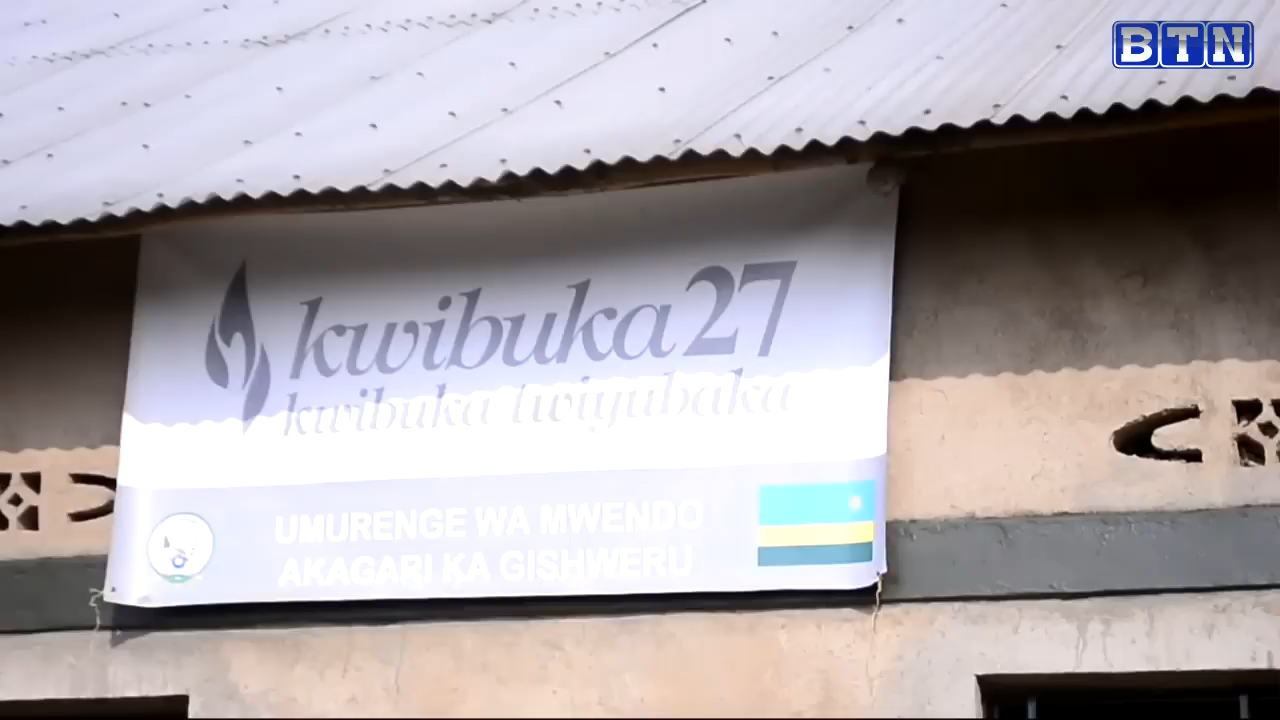 BTN
kwibuka27
kwibuka twiyubaka
UMURENGE WA MWENDO
AKAGARI KA GISHWERU